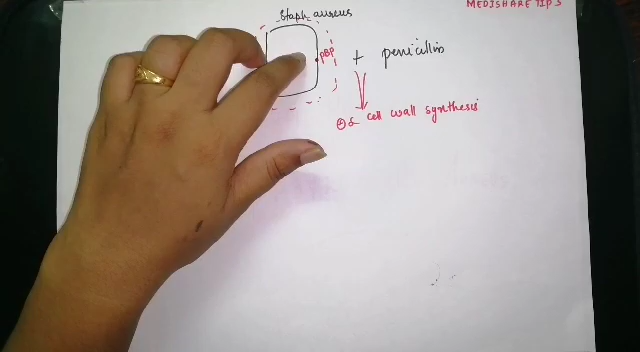 MEDISHARE TIPS
Staph. aureus
PBP + penicillin
cell wall synthesis